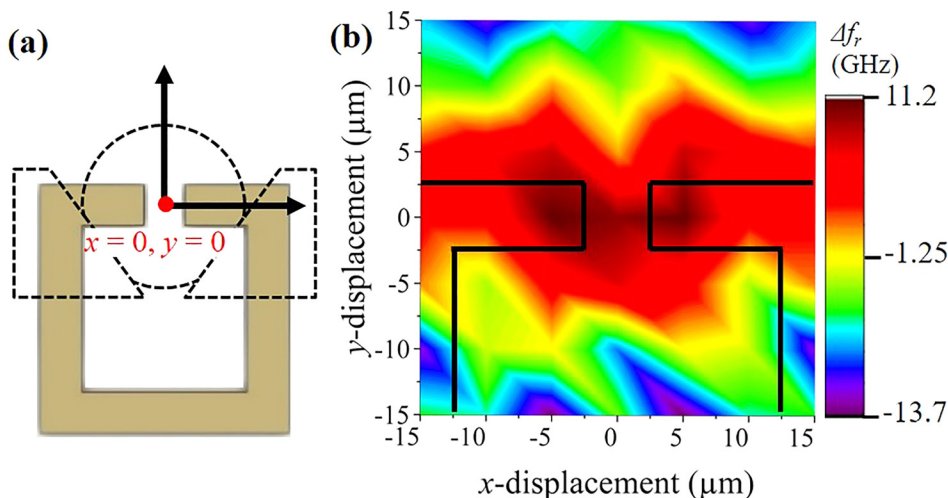 (a)
x = 0, y = 0
(b)
y-displacement (µm)
15
10
5
0
-5
-10
-15
-15 -10 -5 0 5 10 15
x-displacement (µm)
Δfr
(GHz)
11.2
-1.25
-13.7